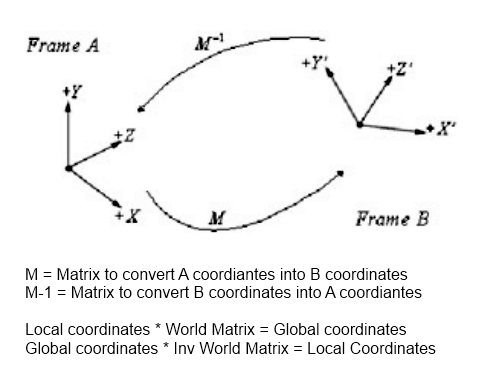 Frame A
M-1
+Y'
+Z'
+Y
+Z
+X'
+X
M
Frame B
M = Matrix to convert A coordiantes into B coordinates
M-1 = Matrix to convert B coordinates into A coordiantes
Local coordinates * World Matrix = Global coordinates
Global coordinates * Inv World Matrix = Local Coordinates